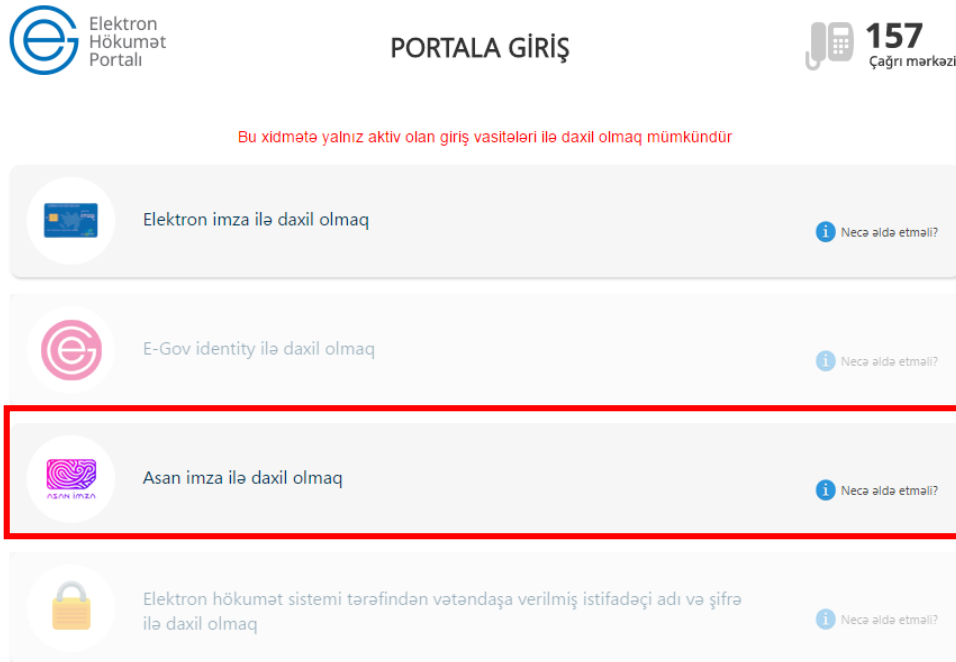 Elektron
Hökumət
Portalı
PORTALA GİRİŞ
157
Çağrı mərkəzi
Bu xidmətə yalnız aktiv olan giriş vasitələri ilə daxil olmaq mümkündür
Elektron imza ilə daxil olmaq
Necə əldə etməli?
E-Gov identity ilə daxil olmaq
Necə əldə etməli?
ASAN İMZA
Asan imza ilə daxil olmaq
Necə əldə etməli?
Elektron hökumət sistemi tərəfindən vətəndaşa verilmiş istifadəçi adı və şifrə
ilə daxil olmaq
Necə əldə etməli?